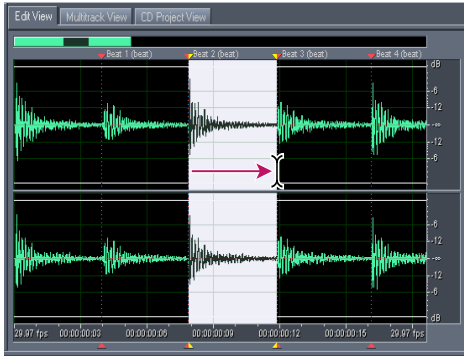 Edit View Multitrack View CD Project View
Beat 1 (beat) Beat 2 (beat) Beat 3 (beat) Beat 4 (beat)
dB
-6
-12
-∞
-12
-6
-6
-12
-∞
-12
-6
dB
29.97 fps 00:00:00:03 00:00:00:06 00:00:00:09 00:00:00:12 00:00:00:15 29.97 fps